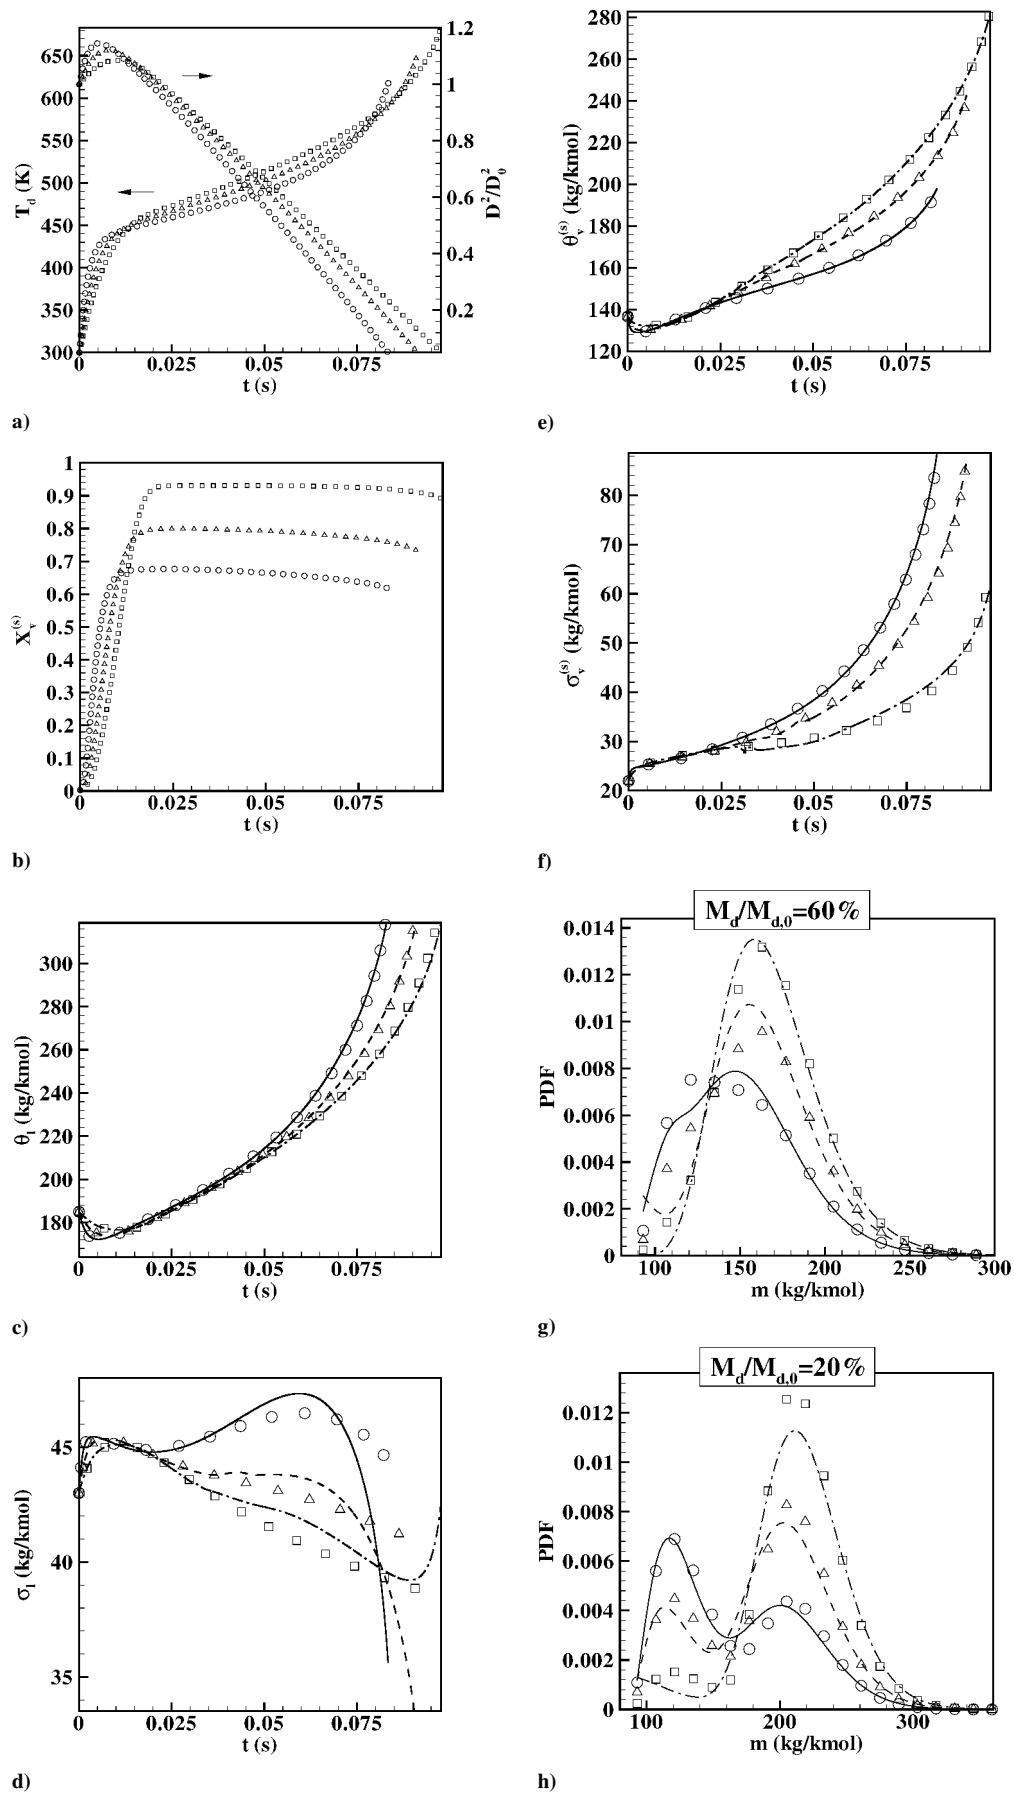 650
600
550
500
450
400
350
300
T_d (K)
1.2
1
0.8
0.6
0.4
0.2
D²/D₀²
0 0.025 0.05 0.075
t (s)
a)
1
0.9
0.8
0.7
0.6
0.5
0.4
0.3
0.2
0.1
0
X_v^(s)
0 0.025 0.05 0.075
t (s)
b)
300
280
260
240
220
200
180
θ_l (kg/kmol)
0 0.025 0.05 0.075
t (s)
c)
45
40
35
σ_l (kg/kmol)
0 0.025 0.05 0.075
t (s)
d)
280
260
240
220
200
180
160
140
120
θ_v^(s) (kg/kmol)
0 0.025 0.05 0.075
t (s)
e)
80
70
60
50
40
30
20
σ_v^(s) (kg/kmol)
0 0.025 0.05 0.075
t (s)
f)
M_d/M_d,0=60%
0.014
0.012
0.01
0.008
0.006
0.004
0.002
0
PDF
100 150 200 250 300
m (kg/kmol)
g)
M_d/M_d,0=20%
0.012
0.01
0.008
0.006
0.004
0.002
0
PDF
100 200 300
m (kg/kmol)
h)